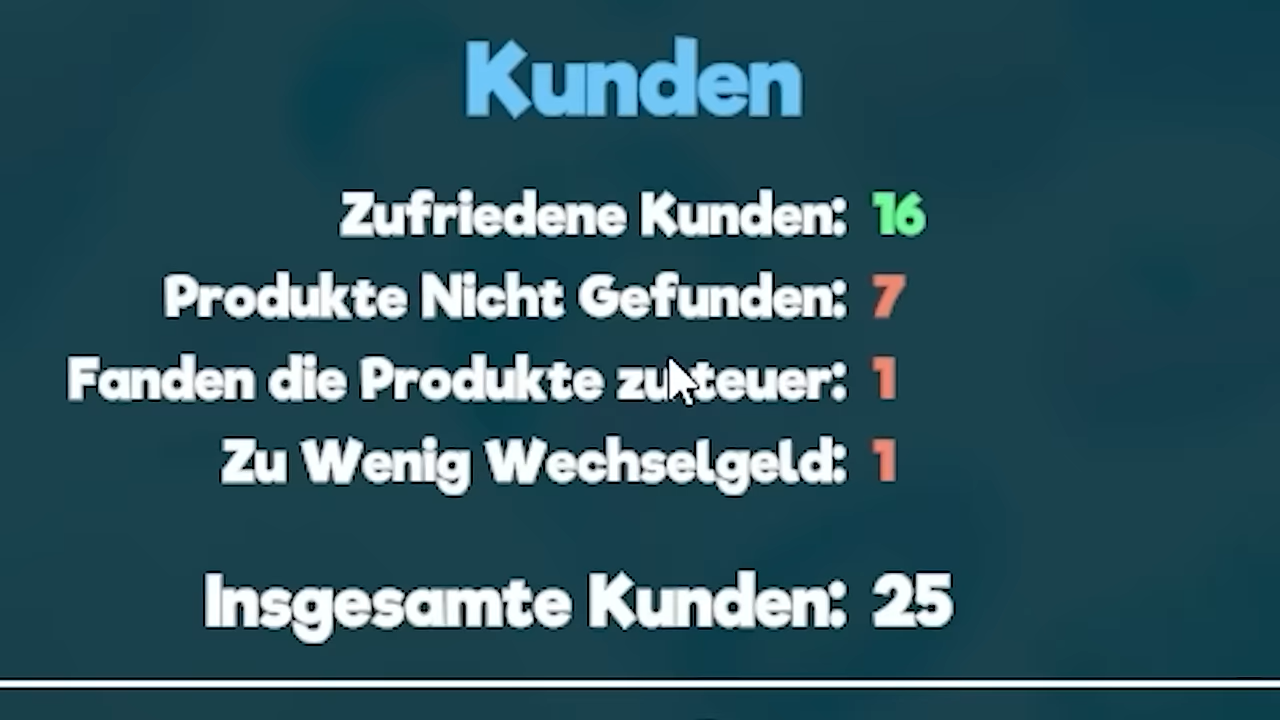 Kunden
Zufriedene Kunden: 16
Produkte Nicht Gefunden: 7
Fanden die Produkte zu teuer: 1
Zu Wenig Wechselgeld: 1
Insgesamte Kunden: 25